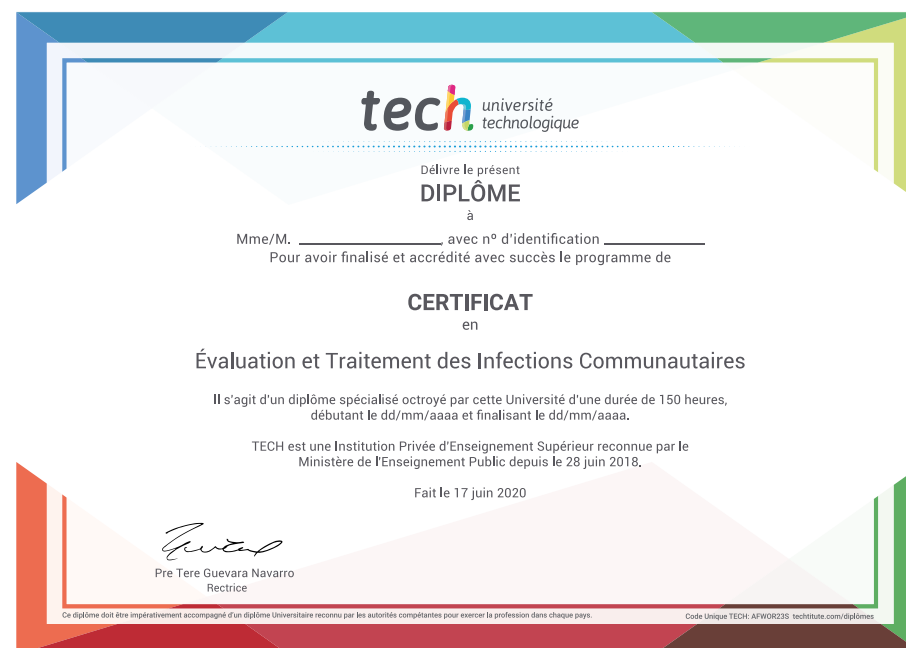 tech université
technologique
Délivre le présent
DIPLÔME
à
Mme/M. ____________________, avec nº d'identification ______________
Pour avoir finalisé et accrédité avec succès le programme de
CERTIFICAT
en
Évaluation et Traitement des Infections Communautaires
Il s'agit d'un diplôme spécialisé octroyé par cette Université d'une durée de 150 heures,
débutant le dd/mm/aaaa et finalisant le dd/mm/aaaa.
TECH est une Institution Privée d'Enseignement Supérieur reconnue par le
Ministère de l'Enseignement Public depuis le 28 juin 2018.
Fait le 17 juin 2020
Pre Tere Guevara Navarro
Rectrice
Ce diplôme doit être impérativement accompagné d'un diplôme Universitaire reconnu par les autorités compétentes pour exercer la profession dans chaque pays.
Code Unique TECH: AFWOR23S techtitute.com/diplômes